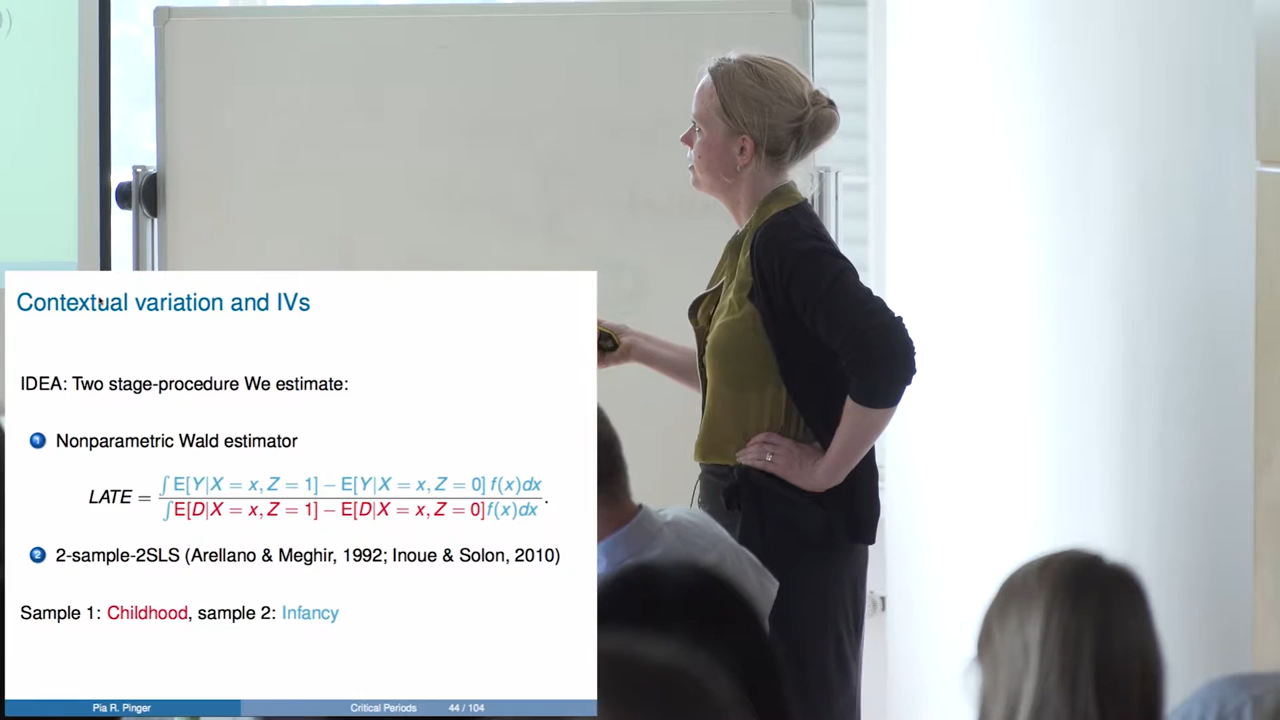 Contextual variation and IVs
IDEA: Two stage-procedure We estimate:
1 Nonparametric Wald estimator
LATE = ∫ E[Y|X = x, Z = 1] − E[Y|X = x, Z = 0] f(x)dx
∫E[D|X = x, Z = 1] − E[D|X = x, Z = 0]f(x)dx .
2 2-sample-2SLS (Arellano & Meghir, 1992; Inoue & Solon, 2010)
Sample 1: Childhood, sample 2: Infancy
Pia R. Pinger Critical Periods 44 / 104